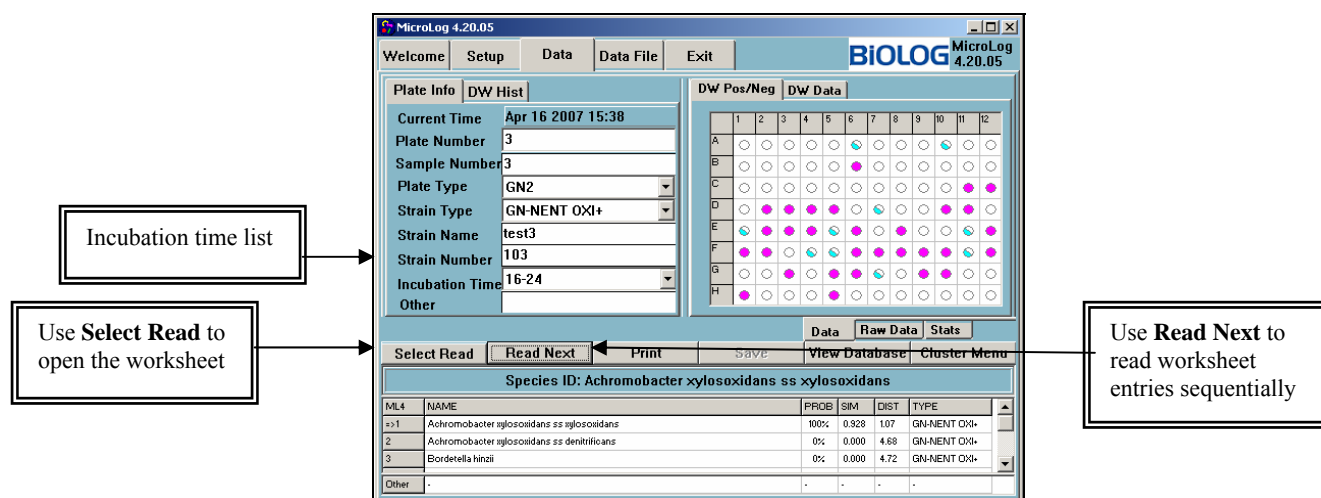 MicroLog 4.20.05
Welcome Setup Data Data File Exit BiOLOG MicroLog
4.20.05
Plate Info DW Hist
Current Time Apr 16 2007 15:38
Plate Number 3
Sample Number 3
Plate Type GN2
Strain Type GN-NENT OXI+
Strain Name test3
Strain Number 103
Incubation Time 16-24
Other
DW Pos/Neg DW Data
1 2 3 4 5 6 7 8 9 10 11 12
A
B
C
D
E
F
G
H
Incubation time list
Use Select Read to
open the worksheet
Use Read Next to
read worksheet
entries sequentially
Data Raw Data Stats
Select Read Read Next Print Save View Database Cluster Menu
Species ID: Achromobacter xylosoxidans ss xylosoxidans
ML4 NAME PROB SIM DIST TYPE
=>1 Achromobacter xylosoxidans ss xylosoxidans 100% 0.928 1.07 GN-NENT OXI+
2 Achromobacter xylosoxidans ss denitrificans 0% 0.000 4.68 GN-NENT OXI+
3 Bordetella hinzii 0% 0.000 4.72 GN-NENT OXI+
Other - - - - -